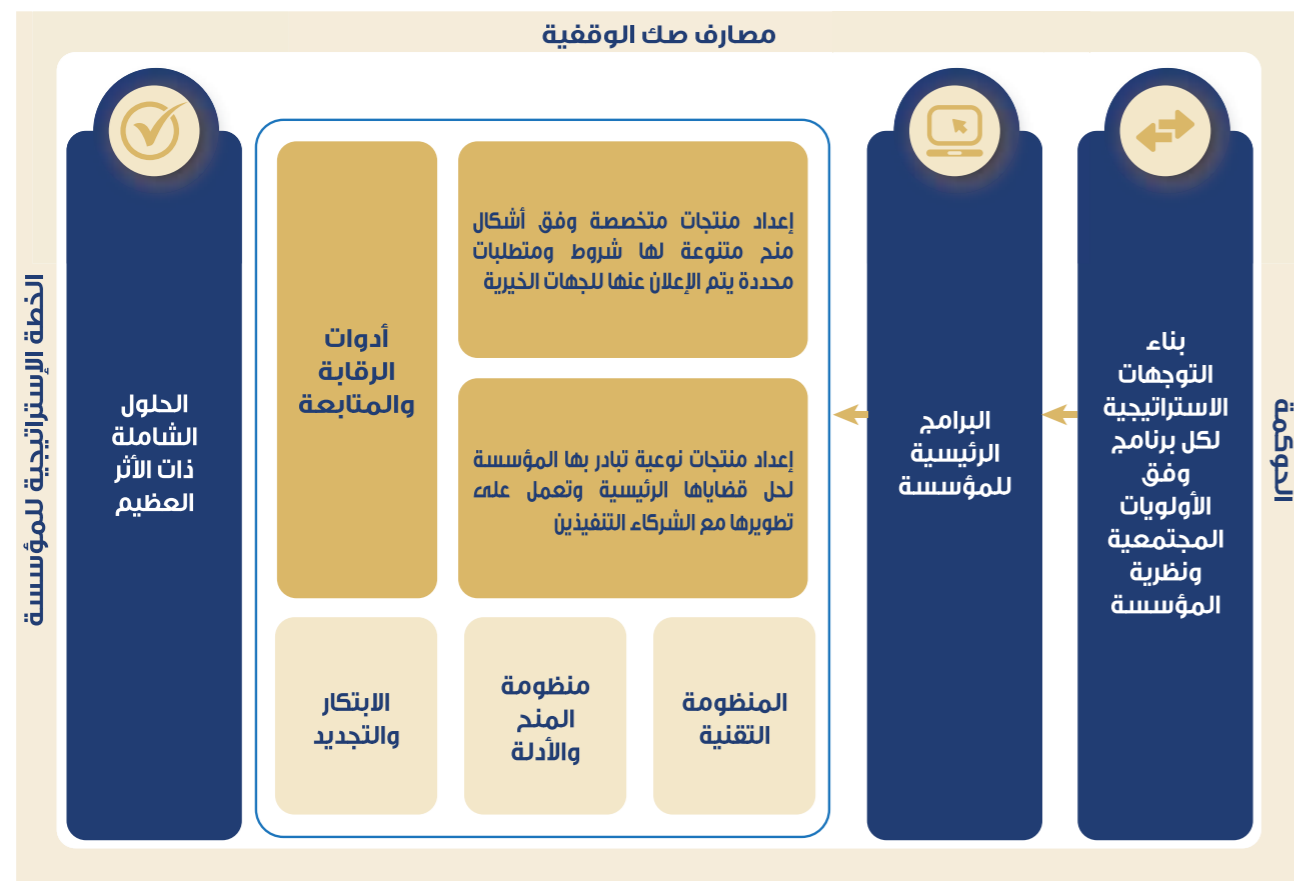 مصارف صك الوقفية
الحوكمة
بناء
التوجهات
الاستراتيجية
لكل برنامج
وفق
الأولويات
المجتمعية
ونظرية
المؤسسة
البرامج
الرئيسية
للمؤسسة
إعداد منتجات متخصصة وفق أشكال
منح متنوعة لها شروط ومتطلبات
محددة يتم الإعلان عنها للجهات الخيرية
إعداد منتجات نوعية تبادر بها المؤسسة
لحل قضاياها الرئيسية وتعمل على
تطويرها مع الشركاء التنفيذين
أدوات
الرقابة
والمتابعة
المنظومة
التقنية
منظومة
المنح
والأدلة
الابتكار
والتجديد
الحلول
الشاملة
ذات الأثر
العظيم
الخطة الإستراتيجية للمؤسسة